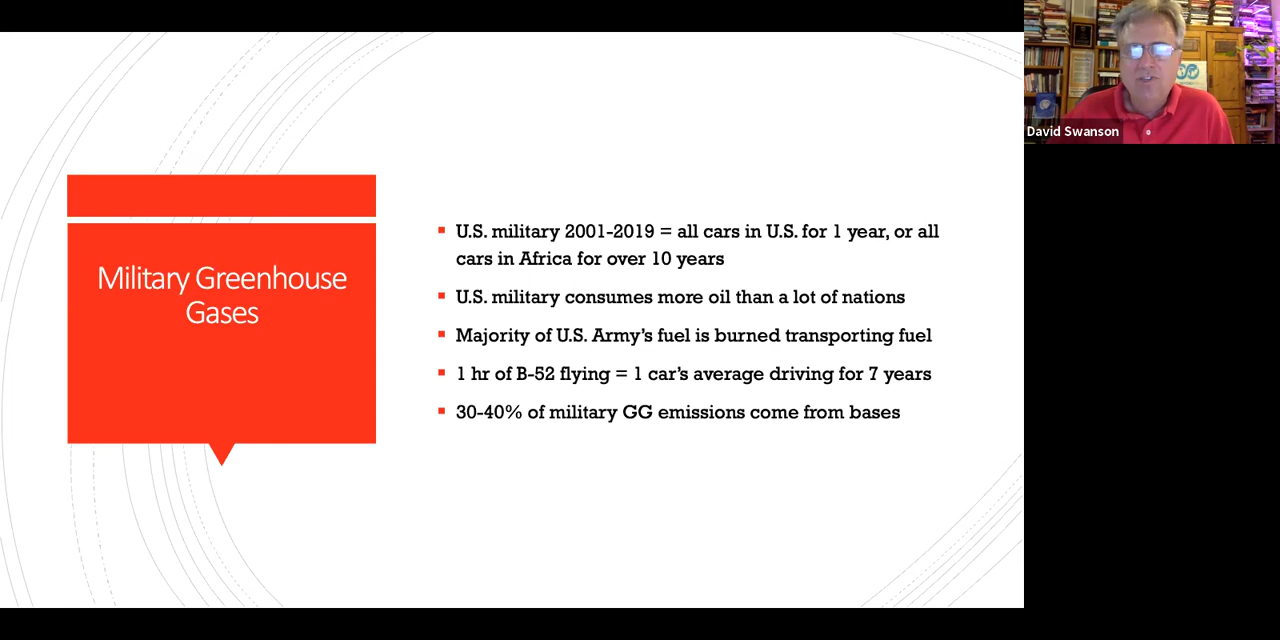 Military Greenhouse
Gases
U.S. military 2001-2019 = all cars in U.S. for 1 year, or all
cars in Africa for over 10 years
U.S. military consumes more oil than a lot of nations
Majority of U.S. Army's fuel is burned transporting fuel
1 hr of B-52 flying = 1 car's average driving for 7 years
30-40% of military GG emissions come from bases
David Swanson